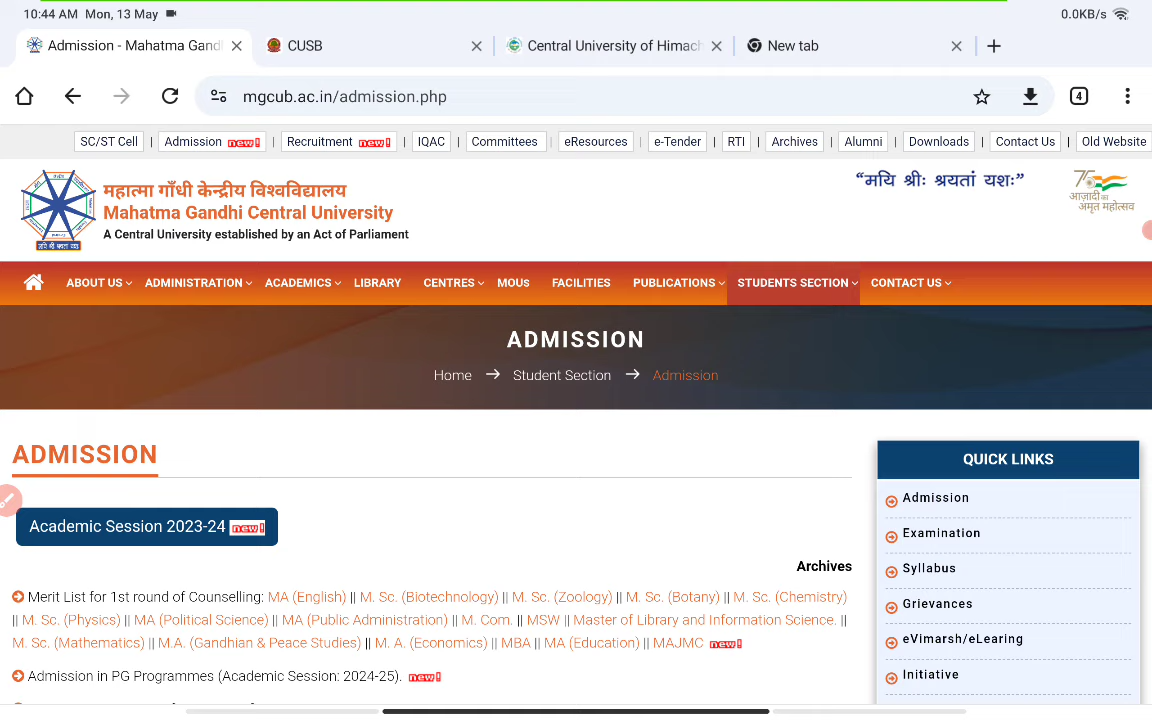 10:44 AM Mon, 13 May
0.0KB/s
Admission - Mahatma Gandl
CUSB
Central University of Himach
New tab
mgcub.ac.in/admission.php
4
SC/ST Cell | Admission new! | Recruitment new! | IQAC | Committees | eResources | e-Tender | RTI | Archives | Alumni | Downloads | Contact Us | Old Website
महात्मा गाँधी केन्द्रीय विश्वविद्यालय
Mahatma Gandhi Central University
A Central University established by an Act of Parliament
“मयि श्रीः श्रयतां यशः”
75
आज़ादी का
अमृत महोत्सव
ABOUT US ADMINISTRATION ACADEMICS LIBRARY CENTRES MOUS FACILITIES PUBLICATIONS STUDENTS SECTION CONTACT US
ADMISSION
Home → Student Section → Admission
ADMISSION
Academic Session 2023-24 new!
Archives
Merit List for 1st round of Counselling: MA (English) || M. Sc. (Biotechnology) || M. Sc. (Zoology) || M. Sc. (Botany) || M. Sc. (Chemistry)
|| M. Sc. (Physics) || MA (Political Science) || MA (Public Administration) || M. Com. || MSW || Master of Library and Information Science. ||
M. Sc. (Mathematics) || M.A. (Gandhian & Peace Studies) || M. A. (Economics) || MBA || MA (Education) || MAJMC new!
Admission in PG Programmes (Academic Session: 2024-25). new!
QUICK LINKS
Admission
Examination
Syllabus
Grievances
eVimarsh/eLearing
Initiative